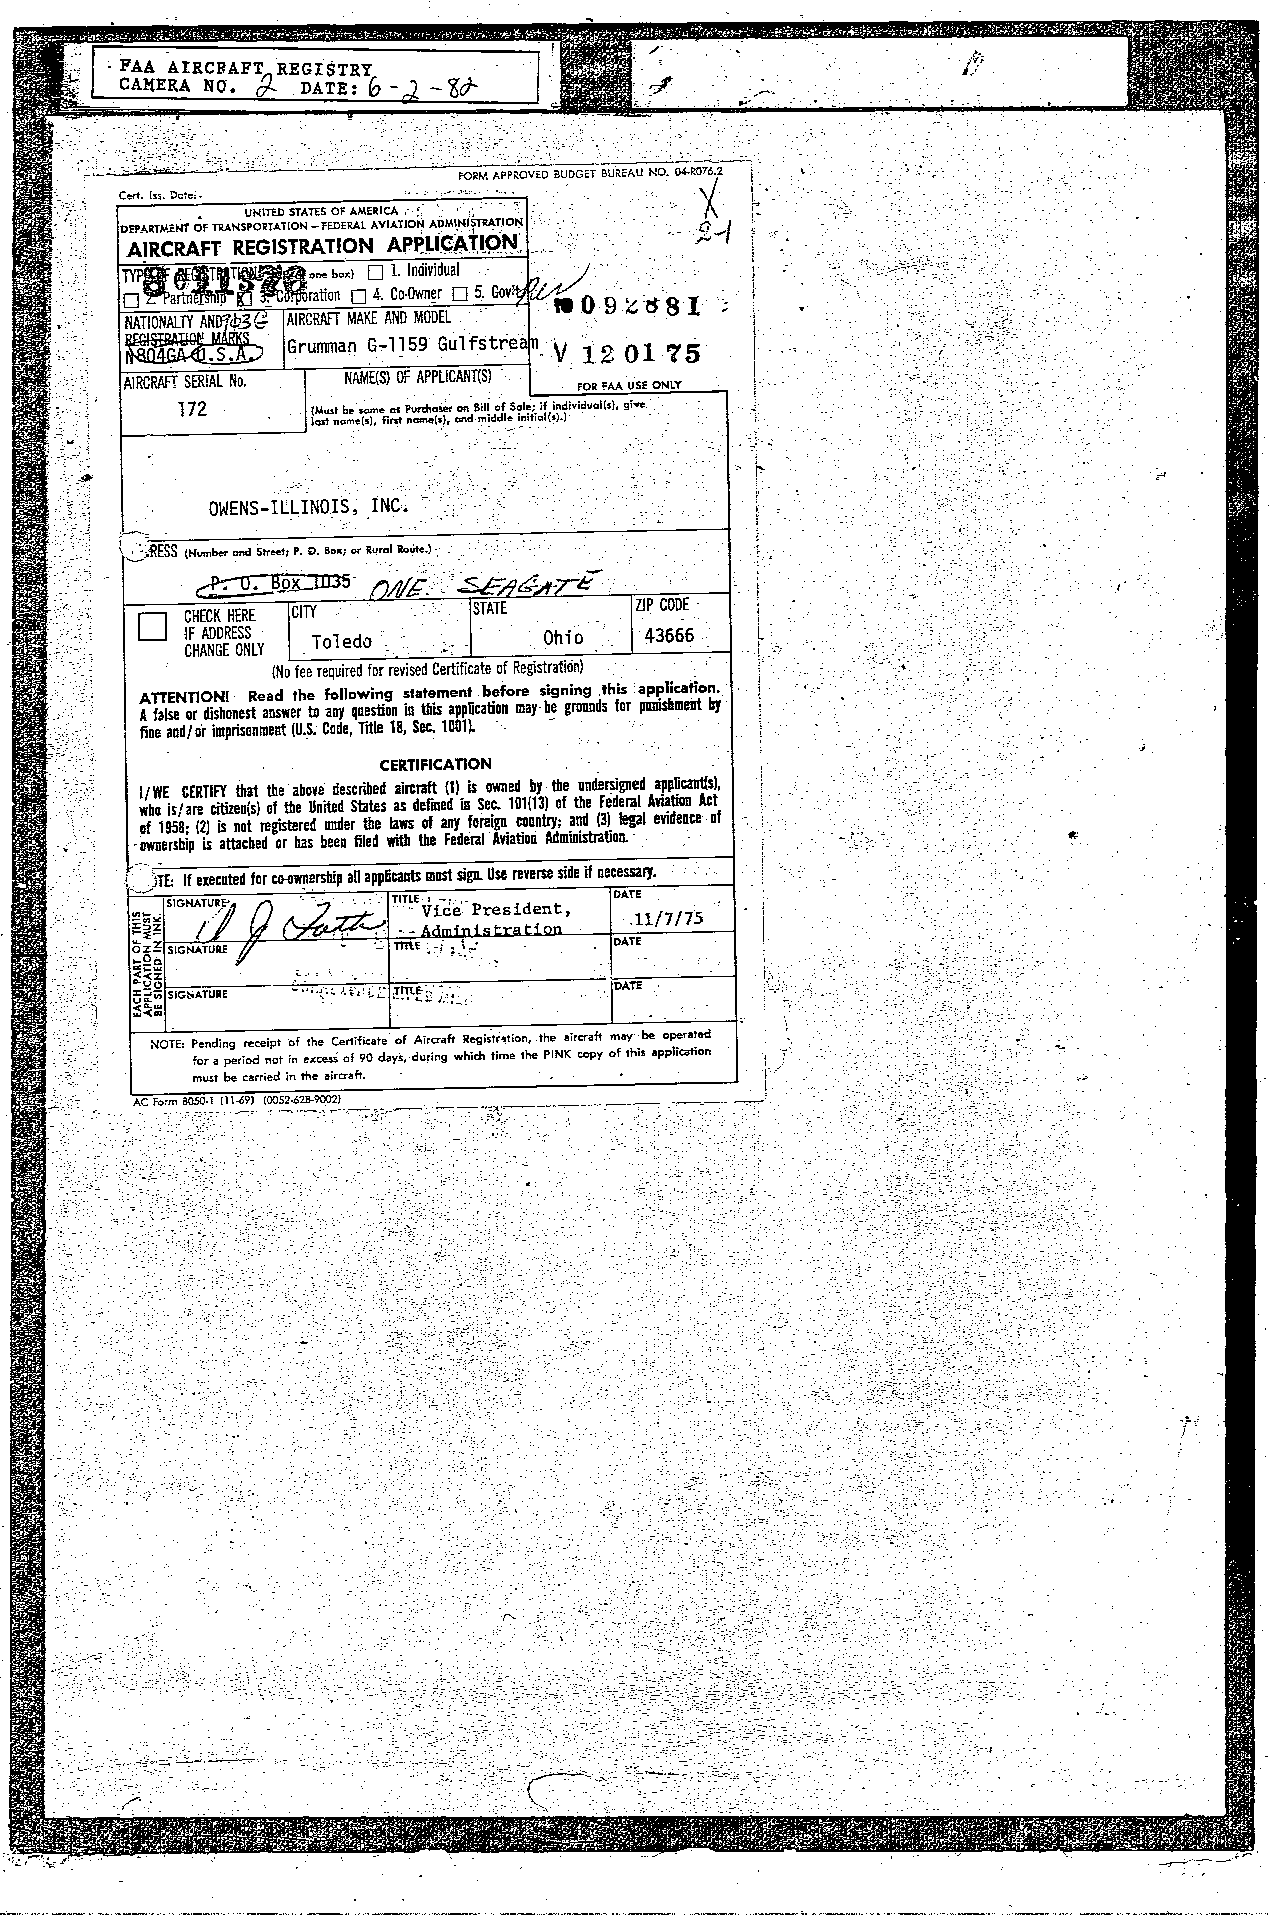 FAA AIRCRAFT REGISTRY
CAMERA NO. 2 DATE: 6-2-82
FORM APPROVED BUDGET BUREAU NO. 04-R076.2
Cert. Iss. Date:
X
2-1
UNITED STATES OF AMERICA
DEPARTMENT OF TRANSPORTATION - FEDERAL AVIATION ADMINISTRATION
AIRCRAFT REGISTRATION APPLICATION
one box) 1. Individual
2. Partnership 3. Corporation 4. Co-Owner 5. Gov't
092881
NATIONALTY AND
REGISTRATION MARKS
N804GA U.S.A.
AIRCRAFT MAKE AND MODEL
Grumman G-1159 Gulfstream
V 12 01 75
FOR FAA USE ONLY
AIRCRAFT SERIAL No.
172
NAME(S) OF APPLICANT(S)
(Must be same as Purchaser on Bill of Sale; if individual(s), give
last name(s), first name(s), and middle initial(s).)
OWENS-ILLINOIS, INC.
RESS (Number and Street; P. O. Box; or Rural Route.)
P. O. Box 1035 ONE SEAGATE
CHECK HERE
IF ADDRESS
CHANGE ONLY
CITY
Toledo
STATE
Ohio
ZIP CODE
43666
(No fee required for revised Certificate of Registration)
ATTENTION! Read the following statement before signing this application.
A false or dishonest answer to any question in this application may be grounds for punishment by
fine and/or imprisonment (U.S. Code, Title 18, Sec. 1001).
CERTIFICATION
I/WE CERTIFY that the above described aircraft (1) is owned by the undersigned applicant(s),
who is/are citizen(s) of the United States as defined in Sec. 101(13) of the Federal Aviation Act
of 1958; (2) is not registered under the laws of any foreign country; and (3) legal evidence of
ownership is attached or has been filed with the Federal Aviation Administration.
TE: If executed for co-ownership all applicants must sign. Use reverse side if necessary.
EACH PART OF THIS
APPLICATION MUST
BE SIGNED IN INK.
SIGNATURE
TITLE
Vice President,
Administration
DATE
11/7/75
SIGNATURE
TITLE
DATE
SIGNATURE
TITLE
DATE
NOTE: Pending receipt of the Certificate of Aircraft Registration, the aircraft may be operated
for a period not in excess of 90 days, during which time the PINK copy of this application
must be carried in the aircraft.
AC Form 8050-1 (11-69) (0052-628-9002)